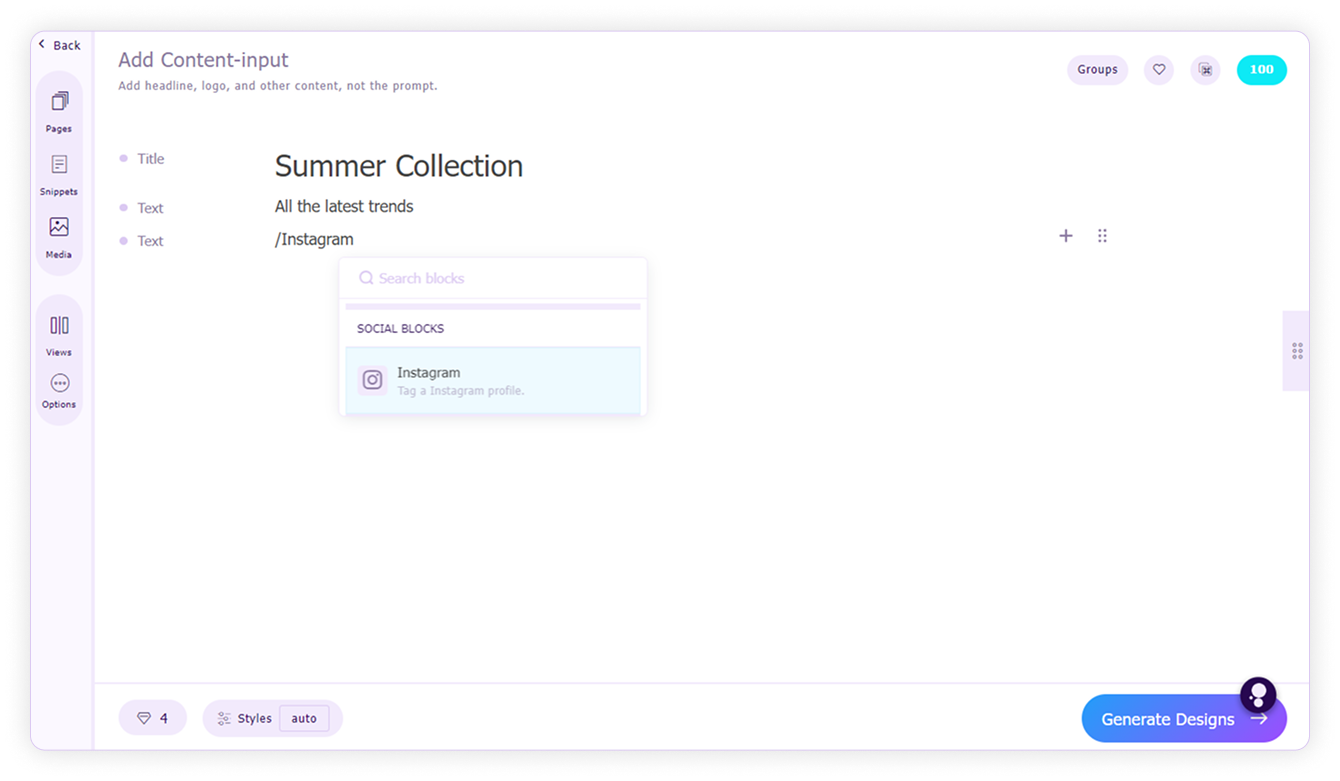 Back
Add Content-input
Add headline, logo, and other content, not the prompt.
Groups
100
Pages
Snippets
Media
Views
Options
Title
Summer Collection
Text
All the latest trends
Text
/Instagram
Search blocks
SOCIAL BLOCKS
Instagram
Tag a Instagram profile.
4
Styles
auto
Generate Designs